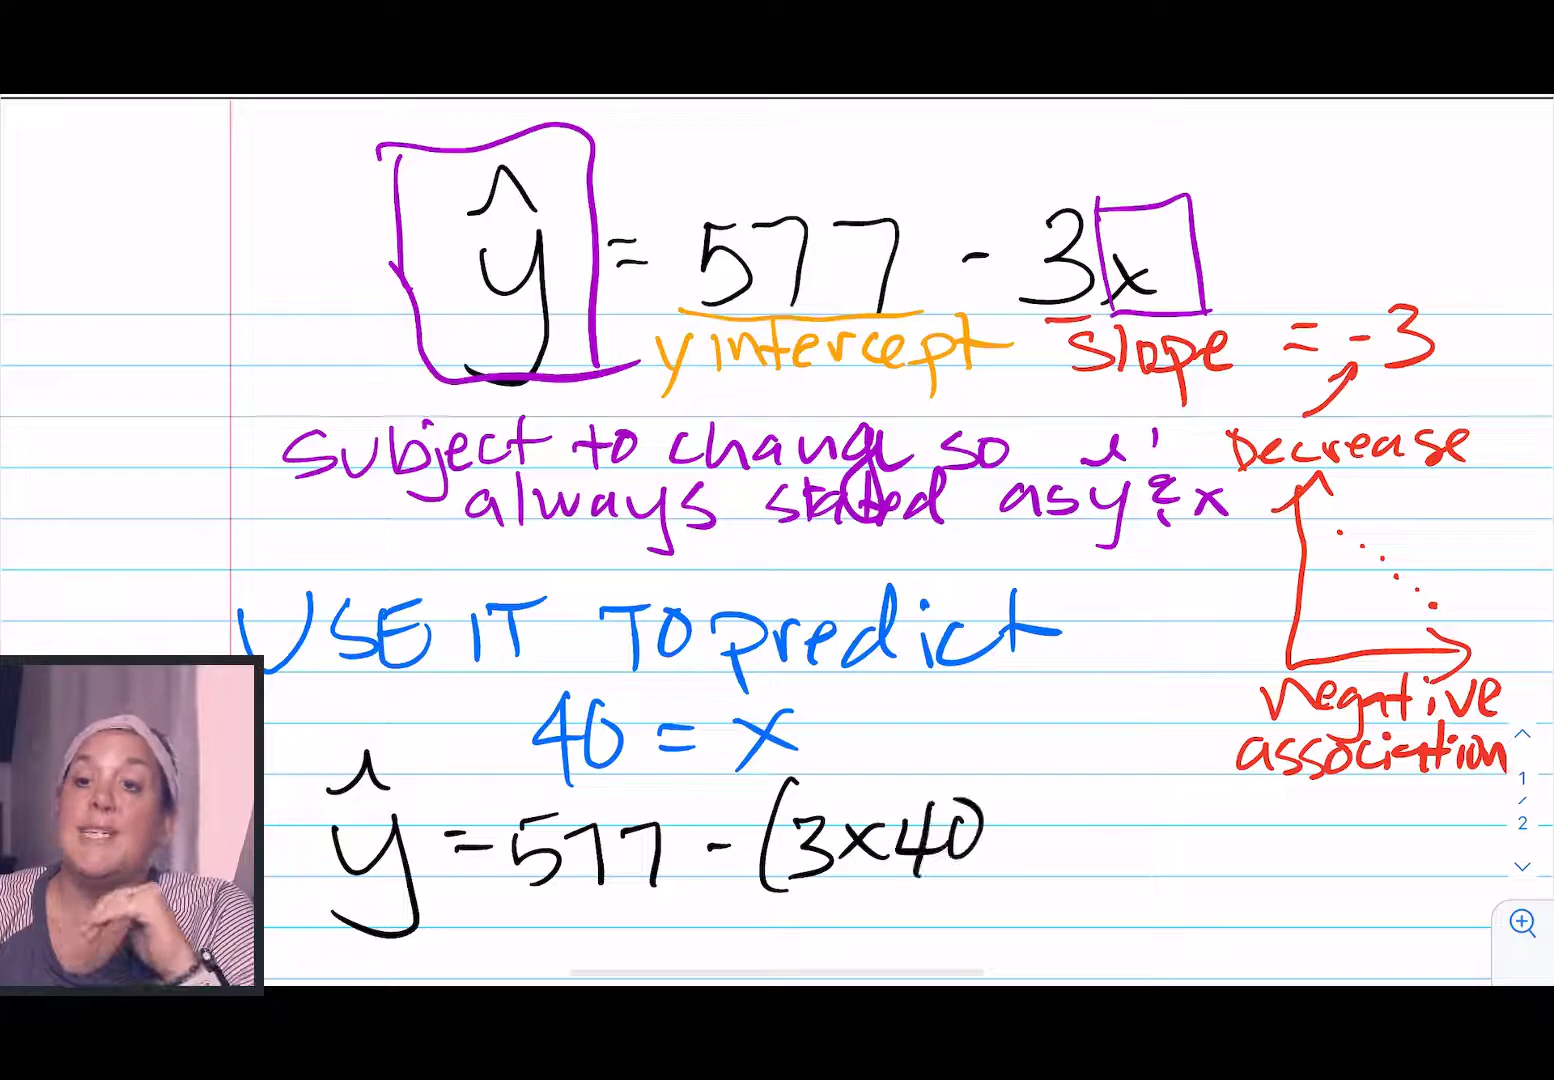 ŷ = 577 - 3x
y intercept
slope = -3
Decrease
subject to change so
always stated as y & x
negative
association
USE IT TO predict
40 = x
ŷ = 577 - (3x40
1
2